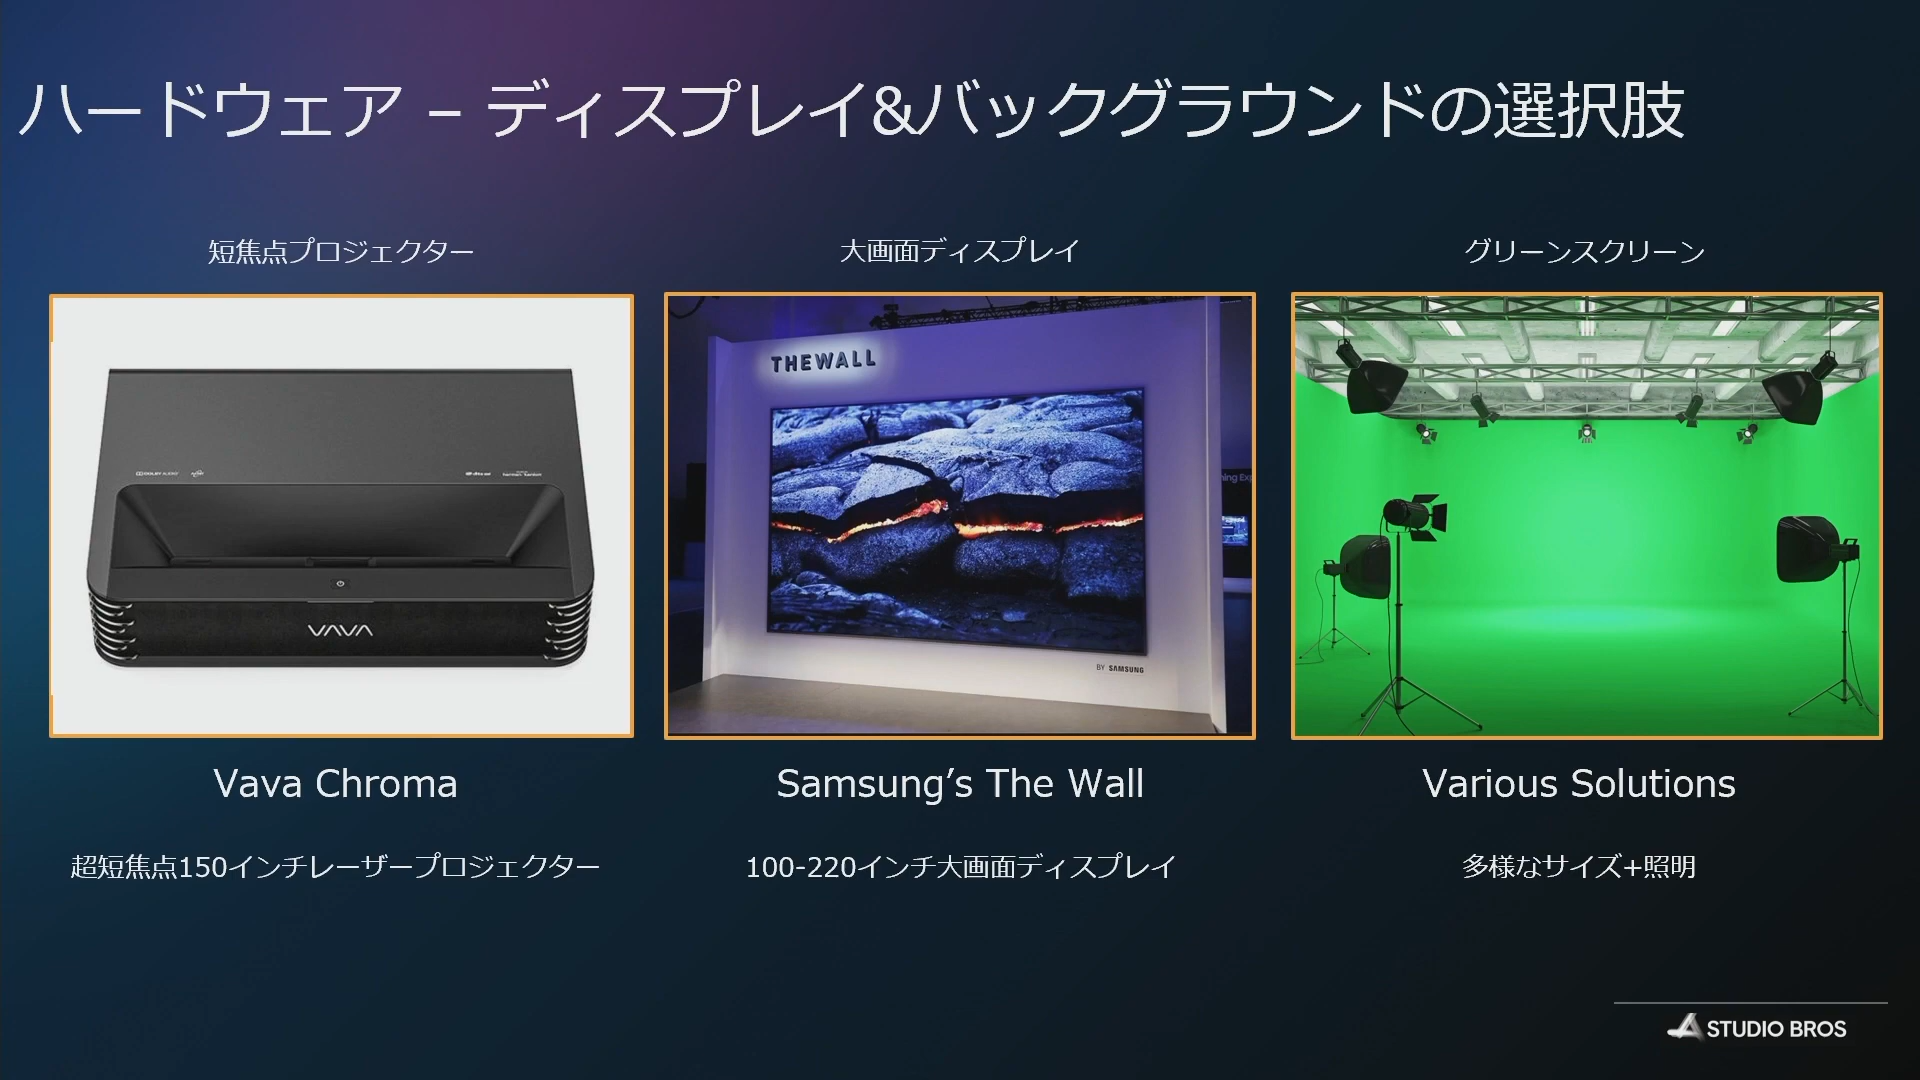 ハードウェア – ディスプレイ&バックグラウンドの選択肢
短焦点プロジェクター
大画面ディスプレイ
グリーンスクリーン
THEWALL
DOLBY AUDIO
harman kardon
VAVA
BY SAMSUNG
Vava Chroma
Samsung’s The Wall
Various Solutions
超短焦点150インチレーザープロジェクター
100-220インチ大画面ディスプレイ
多様なサイズ+照明
STUDIO BROS